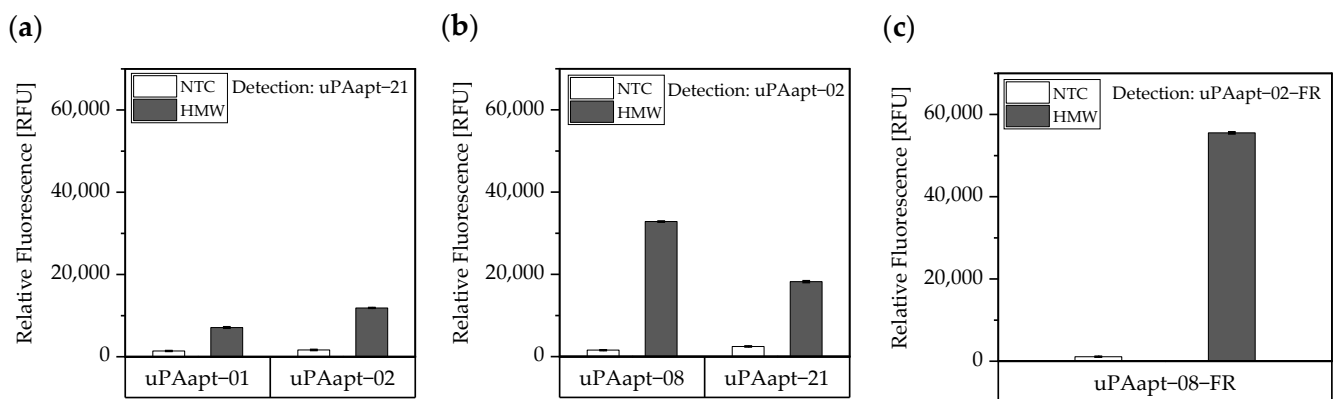 (a)
Relative Fluorescence [RFU]
60,000
40,000
20,000
0
NTC
HMW
Detection: uPAapt−21
uPAapt−01
uPAapt−02
(b)
Relative Fluorescence [RFU]
60,000
40,000
20,000
0
NTC
HMW
Detection: uPAapt−02
uPAapt−08
uPAapt−21
(c)
Relative Fluorescence [RFU]
60,000
40,000
20,000
0
NTC
HMW
Detection: uPAapt−02−FR
uPAapt−08−FR